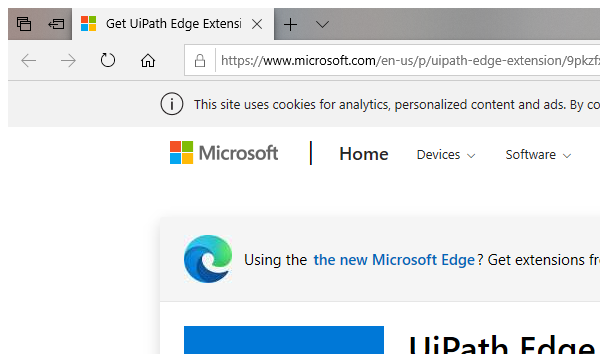 Get UiPath Edge Extensi
https://www.microsoft.com/en-us/p/uipath-edge-extension/9pkzf
This site uses cookies for analytics, personalized content and ads. By co
Microsoft Home Devices Software
Using the the new Microsoft Edge? Get extensions fr
UiPath Edge